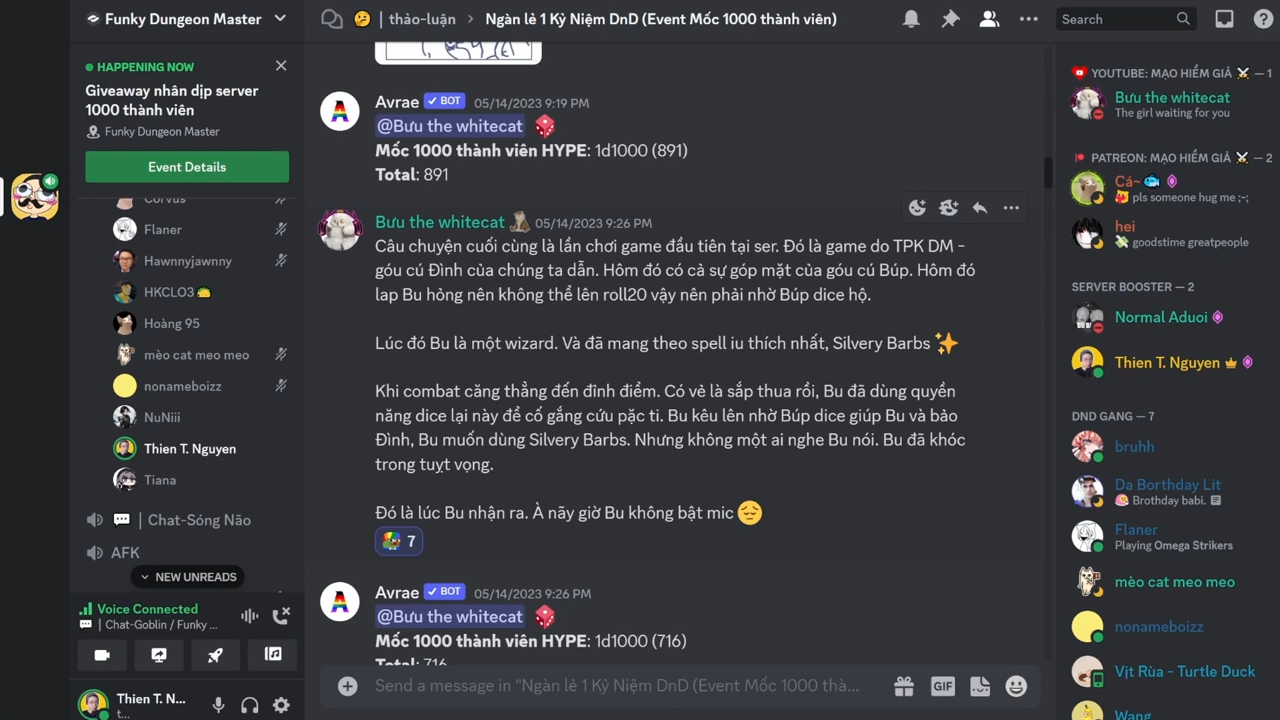 Funky Dungeon Master
HAPPENING NOW
Giveaway nhân dịp server
1000 thành viên
Funky Dungeon Master
Event Details
Corvus
Flaner
Hawnnyjawnny
HKCLO3
Hoàng 95
mèo cat meo meo
nonameboizz
NuNiii
Thien T. Nguyen
Tiana
| Chat-Sóng Não
AFK
NEW UNREADS
Voice Connected
| Chat-Goblin / Funky ...
Thien T. N...
t...
🤔 | thảo-luận › Ngàn lẻ 1 Kỷ Niệm DnD (Event Mốc 1000 thành viên)
Search
Avrae ✓ BOT 05/14/2023 9:19 PM
@Bưu the whitecat
Mốc 1000 thành viên HYPE: 1d1000 (891)
Total: 891
Bưu the whitecat 05/14/2023 9:26 PM
Câu chuyện cuối cùng là lần chơi game đầu tiên tại ser. Đó là game do TPK DM -
góu cú Đình của chúng ta dẫn. Hôm đó có cả sự góp mặt của góu cú Búp. Hôm đó
lap Bu hỏng nên không thể lên roll20 vậy nên phải nhờ Búp dice hộ.
Lúc đó Bu là một wizard. Và đã mang theo spell iu thích nhất, Silvery Barbs ✨
Khi combat căng thẳng đến đỉnh điểm. Có vẻ là sắp thua rồi, Bu đã dùng quyền
năng dice lại này để cố gắng cứu pặc ti. Bu kêu lên nhờ Búp dice giúp Bu và bảo
Đình, Bu muốn dùng Silvery Barbs. Nhưng không một ai nghe Bu nói. Bu đã khóc
trong tuyt vọng.
Đó là lúc Bu nhận ra. À nãy giờ Bu không bật mic 😔
7
Avrae ✓ BOT 05/14/2023 9:26 PM
@Bưu the whitecat
Mốc 1000 thành viên HYPE: 1d1000 (716)
Total: 716
Send a message in "Ngàn lẻ 1 Kỷ Niệm DnD (Event Mốc 1000 thà...
GIF
YOUTUBE: MẠO HIỂM GIẢ ⚔ — 1
Bưu the whitecat
The girl waiting for you
PATREON: MẠO HIỂM GIẢ ⚔ — 2
Cá~
pls someone hug me ;-;
hei
goodstime greatpeople
SERVER BOOSTER — 2
Normal Aduoi
Thien T. Nguyen
DND GANG — 7
bruhh
Da Borthday Lit
Brothday babi.
Flaner
Playing Omega Strikers
mèo cat meo meo
nonameboizz
Vịt Rùa - Turtle Duck
Wang